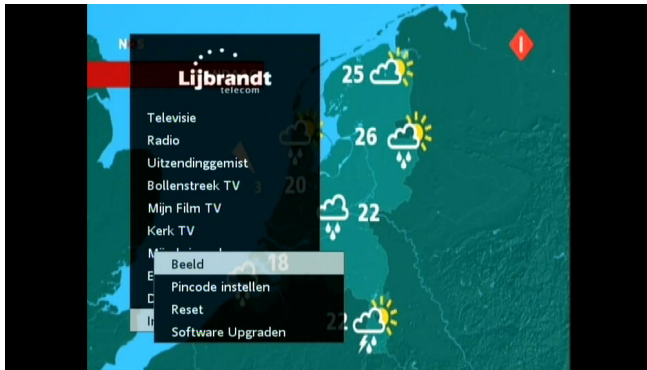 Lijbrandt
telecom
Televisie
Radio
Uitzendinggemist
Bollenstreek TV
Mijn Film TV
Kerk TV
Beeld
Pincode instellen
Reset
Software Upgraden
25
26
20
22
18
22